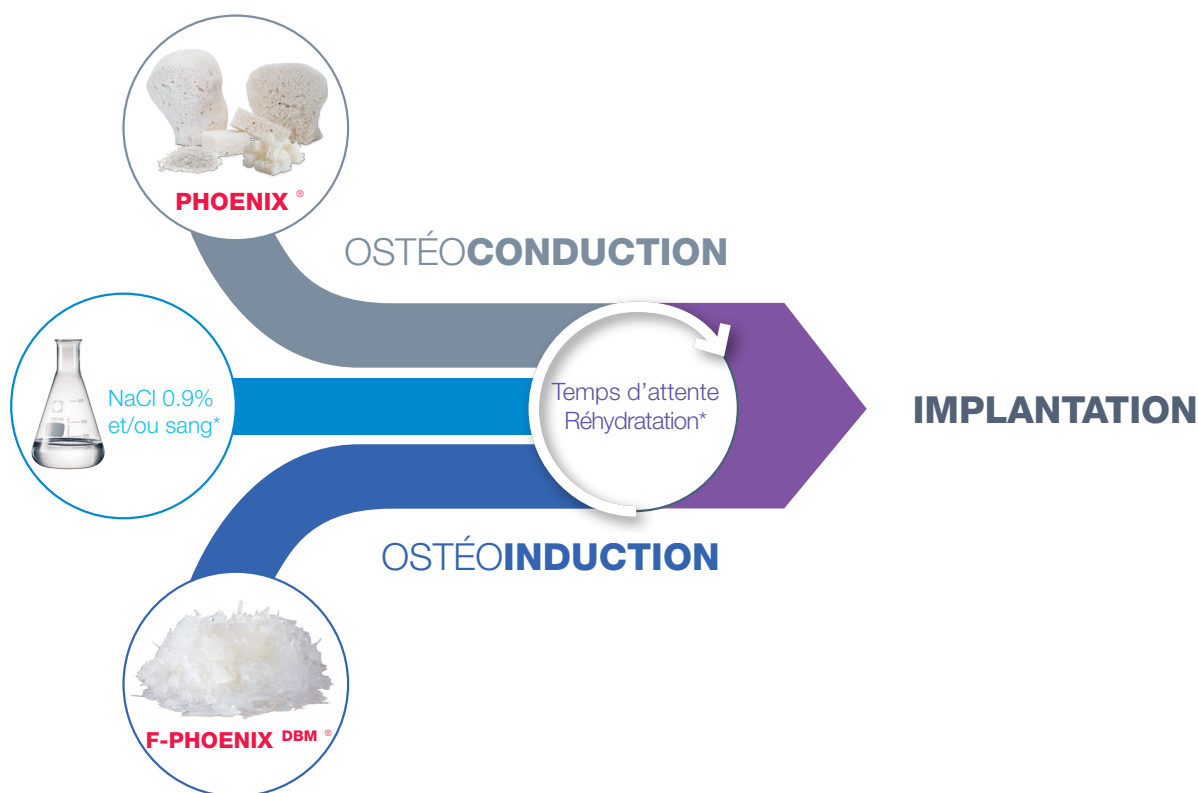 PHOENIX ®
OSTÉOCONDUCTION
NaCl 0.9%
et/ou sang*
Temps d’attente
Réhydratation*
IMPLANTATION
OSTÉOINDUCTION
F-PHOENIX DBM ®